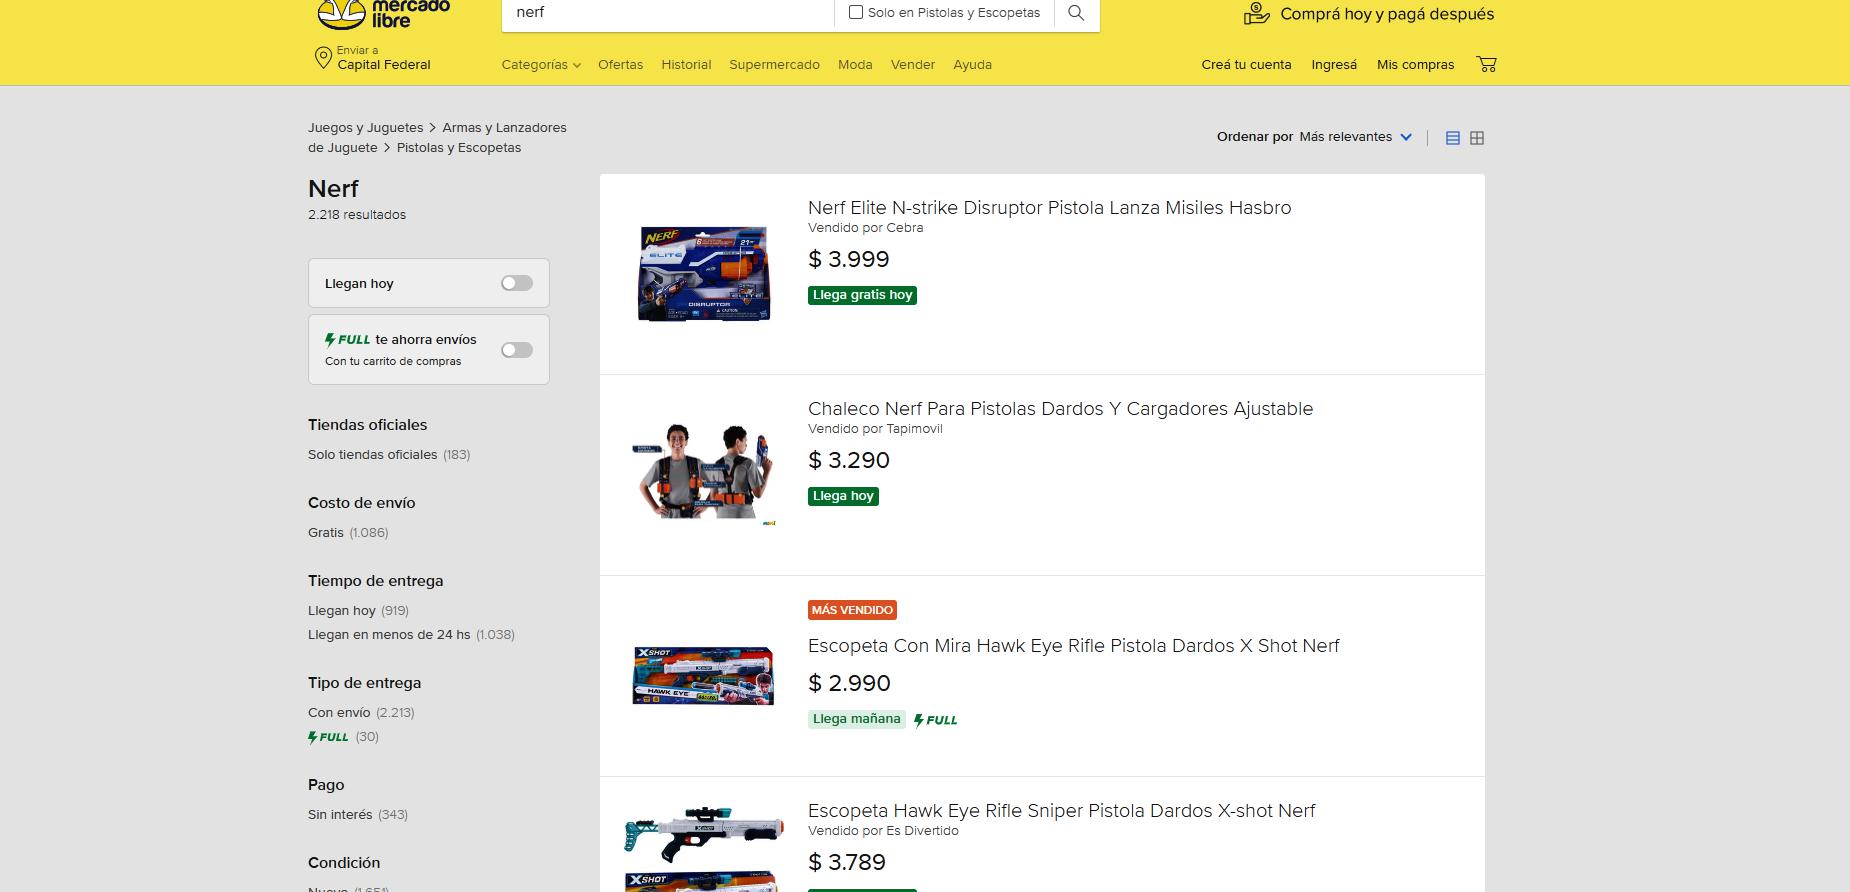 mercado
libre
nerf
Solo en Pistolas y Escopetas
Comprá hoy y pagá después
Enviar a
Capital Federal
Categorías
Ofertas
Historial
Supermercado
Moda
Vender
Ayuda
Creá tu cuenta
Ingresá
Mis compras
Juegos y Juguetes > Armas y Lanzadores
de Juguete > Pistolas y Escopetas
Ordenar por Más relevantes
Nerf
2.218 resultados
Llegan hoy
FULL te ahorra envíos
Con tu carrito de compras
Tiendas oficiales
Solo tiendas oficiales (183)
Costo de envío
Gratis (1.086)
Tiempo de entrega
Llegan hoy (919)
Llegan en menos de 24 hs (1.038)
Tipo de entrega
Con envío (2.213)
FULL (30)
Pago
Sin interés (343)
Condición
Nuevo (1.651)
NERF
ELITE
DISRUPTOR
Nerf Elite N-strike Disruptor Pistola Lanza Misiles Hasbro
Vendido por Cebra
$ 3.999
Llega gratis hoy
Chaleco Nerf Para Pistolas Dardos Y Cargadores Ajustable
Vendido por Tapimovil
$ 3.290
Llega hoy
MÁS VENDIDO
XSHOT
HAWK EYE
Escopeta Con Mira Hawk Eye Rifle Pistola Dardos X Shot Nerf
$ 2.990
Llega mañana FULL
XSHOT
XSHOT
Escopeta Hawk Eye Rifle Sniper Pistola Dardos X-shot Nerf
Vendido por Es Divertido
$ 3.789